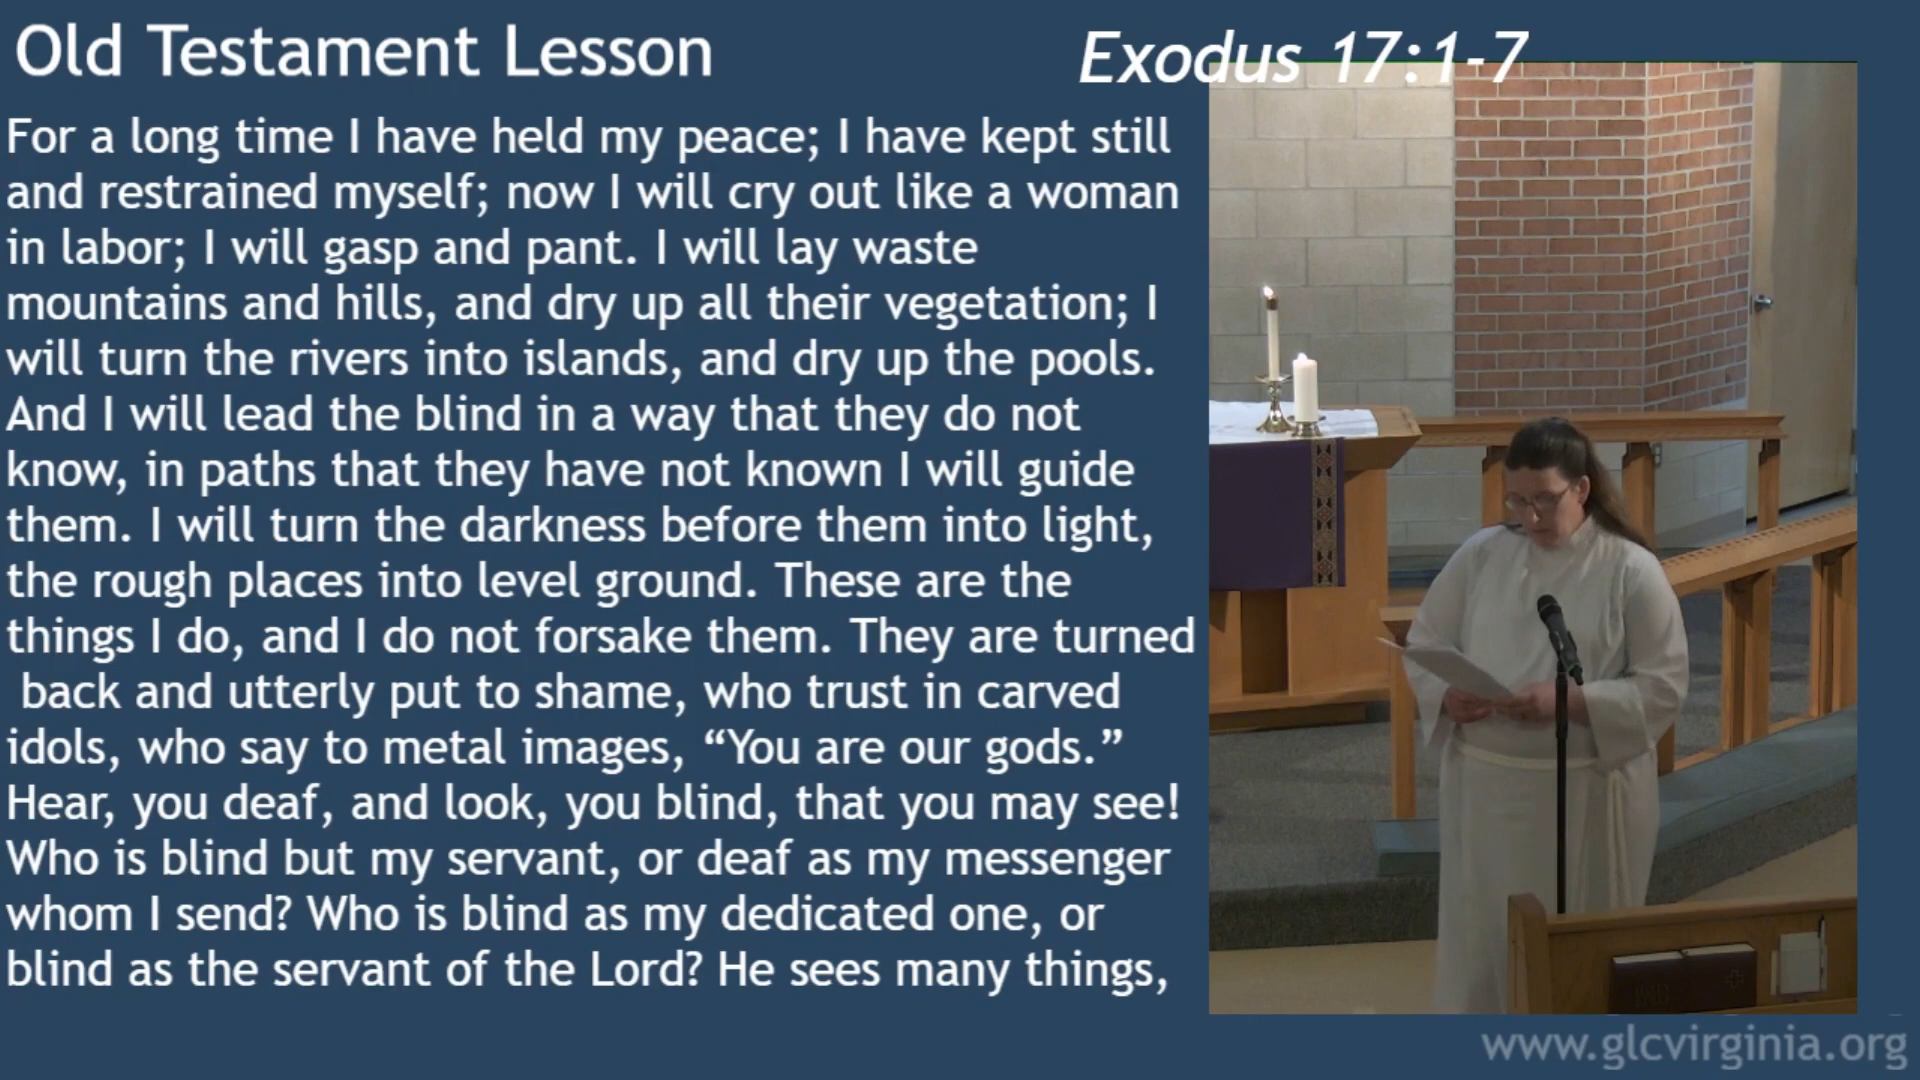 Old Testament Lesson
Exodus 17:1-7
For a long time I have held my peace; I have kept still
and restrained myself; now I will cry out like a woman
in labor; I will gasp and pant. I will lay waste
mountains and hills, and dry up all their vegetation; I
will turn the rivers into islands, and dry up the pools.
And I will lead the blind in a way that they do not
know, in paths that they have not known I will guide
them. I will turn the darkness before them into light,
the rough places into level ground. These are the
things I do, and I do not forsake them. They are turned
back and utterly put to shame, who trust in carved
idols, who say to metal images, “You are our gods.”
Hear, you deaf, and look, you blind, that you may see!
Who is blind but my servant, or deaf as my messenger
whom I send? Who is blind as my dedicated one, or
blind as the servant of the Lord? He sees many things,
www.glcvirginia.org